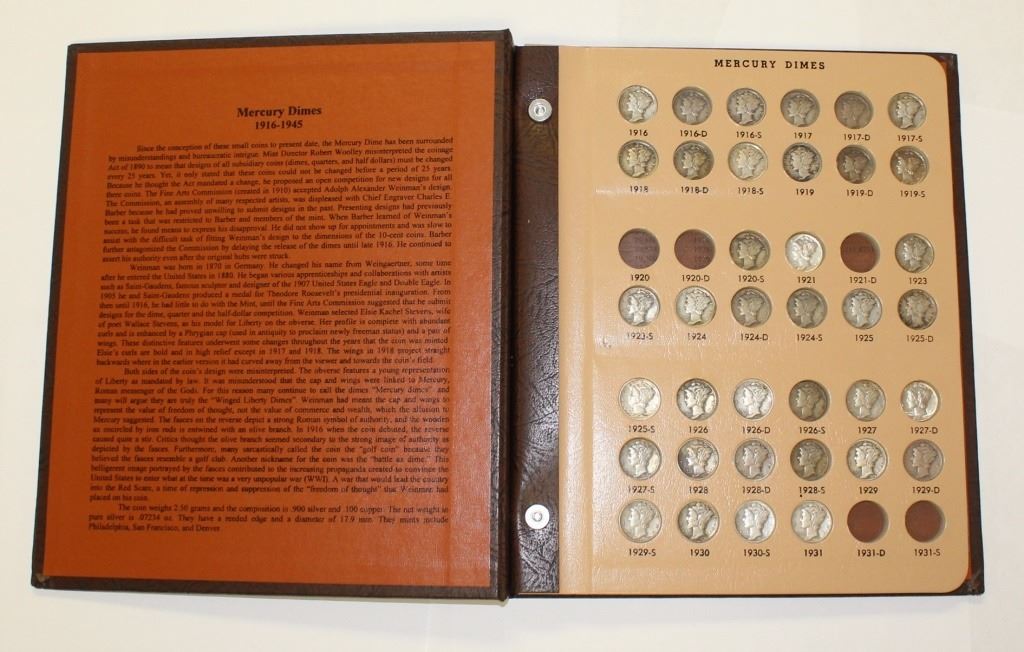 Mercury Dimes
1916-1945
Since the conception of these small coins to present date, the Mercury Dime has been surrounded
by misunderstandings and bureaucratic intrigue. Mint Director Robert Woolley misinterpreted the coinage
Act of 1890 to mean that designs of all subsidiary coins (dimes, quarters, and half dollars) must be changed
every 25 years. Yet, it only stated that these coins could not be changed before a period of 25 years.
Because he thought the Act mandated a change, he proposed an open competition for new designs for all
three coins. The Fine Arts Commission (created in 1910) accepted Adolph Alexander Weinman's design.
The Commission, an assembly of many respected artists, was displeased with Chief Engraver Charles E.
Barber because he had proved unwilling to submit designs in the past. Presenting designs had previously
been a task that was restricted to Barber and members of the mint. When Barber learned of Weinman's
success, he found means to express his disapproval. He did not show up for appointments and was slow to
assist with the difficult task of fitting Weinman's design to the dimensions of the 10-cent coins. Barber
further antagonized the Commission by delaying the release of the dimes until late 1916. He continued to
assert his authority even after the original hubs were struck.
Weinman was born in 1870 in Germany. He changed his name from Weingaertner, some time
after he entered the United States in 1880. He began various apprenticeships and collaborations with artists
such as Saint-Gaudens, famous sculptor and designer of the 1907 United States Eagle and Double Eagle. In
1905 he and Saint-Gaudens produced a medal for Theodore Roosevelt's presidential inauguration. From
then until 1916, he had little to do with the Mint, until the Fine Arts Commission suggested that he submit
designs for the dime, quarter and the half-dollar competition. Weinman selected Elsie Kachel Stevens, wife
of poet Wallace Stevens, as his model for Liberty on the obverse. Her profile is complete with abundant
curls and is enhanced by a Phrygian cap (used in antiquity to proclaim newly freeman status) and a pair of
wings. These distinctive features underwent some changes throughout the years that the coin was minted
Elsie's curls are bold and in high relief except in 1917 and 1918. The wings in 1918 project straight
backwards where in the earlier version it had curved away from the viewer and towards the coin's field.
Both sides of the coin's design were misinterpreted. The obverse features a young representation
of Liberty as mandated by law. It was misunderstood that the cap and wings were linked to Mercury,
Roman messenger of the Gods. For this reason many continue to call the dimes "Mercury dimes" and
many will argue they are truly the "Winged Liberty Dimes". Weinman had meant the cap and wings to
represent the value of freedom of thought, not the value of commerce and wealth, which the allusion to
Mercury suggested. The fasces on the reverse depict a strong Roman symbol of authority, and the wooden
ax encircled by iron rods is entwined with an olive branch. In 1916 when the coin debuted, the reverse
caused quite a stir. Critics thought the olive branch seemed secondary to the strong image of authority as
depicted by the fasces. Furthermore, many sarcastically called the coin the "golf coin" because they
believed the fasces resemble a golf club. Another nickname for the coin was the "battle ax dime." This
belligerent image portrayed by the fasces contributed to the increasing propaganda created to convince the
United States to enter what at the time was a very unpopular war (WWI). A war that would lead the country
into the Red Scare, a time of repression and suppression of the "freedom of thought" that Weinman had
placed on his coin.
The coin weighs 2.50 grams and the composition is .900 silver and .100 copper. The net weight in
pure silver is .07234 oz. They have a reeded edge and a diameter of 17.9 mm. They mints include
Philadelphia, San Francisco, and Denver
MERCURY DIMES
1916 1916-D 1916-S 1917 1917-D 1917-S
1918 1918-D 1918-S 1919 1919-D 1919-S
1920 1920-D 1920-S 1921 1921-D 1923
1923-S 1924 1924-D 1924-S 1925 1925-D
1925-S 1926 1926-D 1926-S 1927 1927-D
1927-S 1928 1928-D 1928-S 1929 1929-D
1929-S 1930 1930-S 1931 1931-D 1931-S